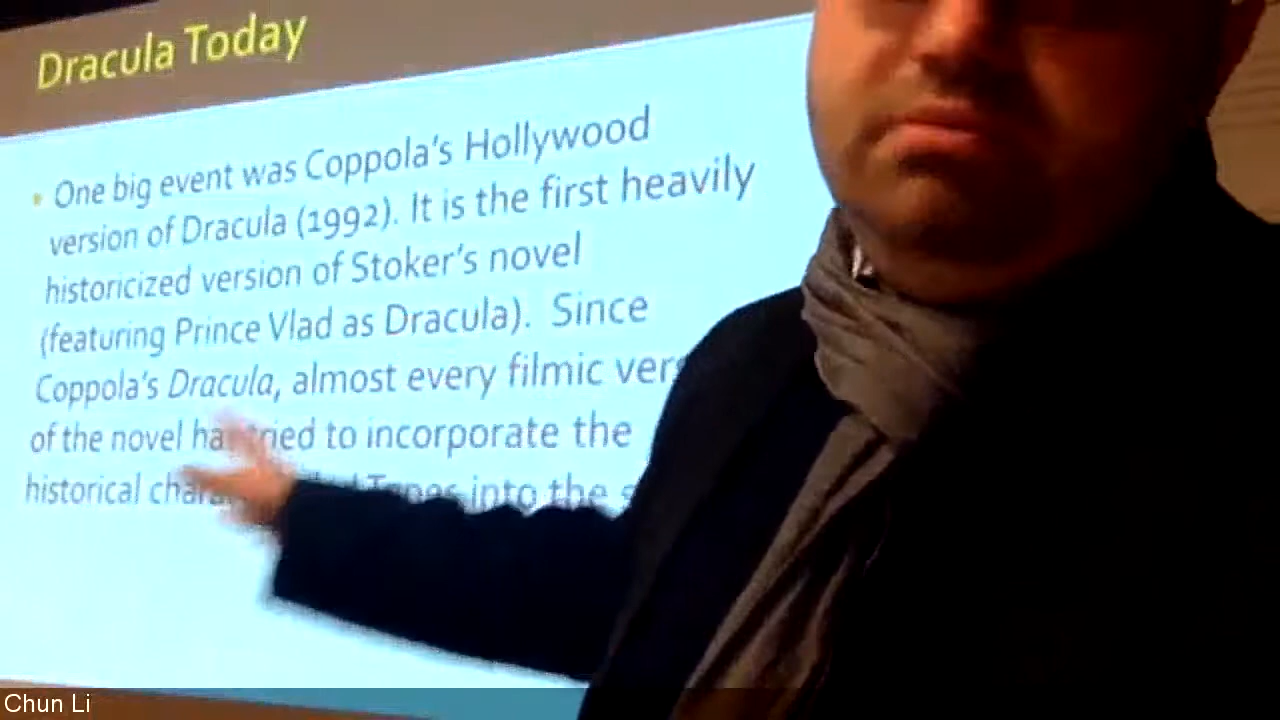 Dracula Today
• One big event was Coppola's Hollywood
version of Dracula (1992). It is the first heavily
historicized version of Stoker's novel
(featuring Prince Vlad as Dracula). Since
Coppola's Dracula, almost every filmic
of the novel has tried to incorporate the
historical into the
Chun Li